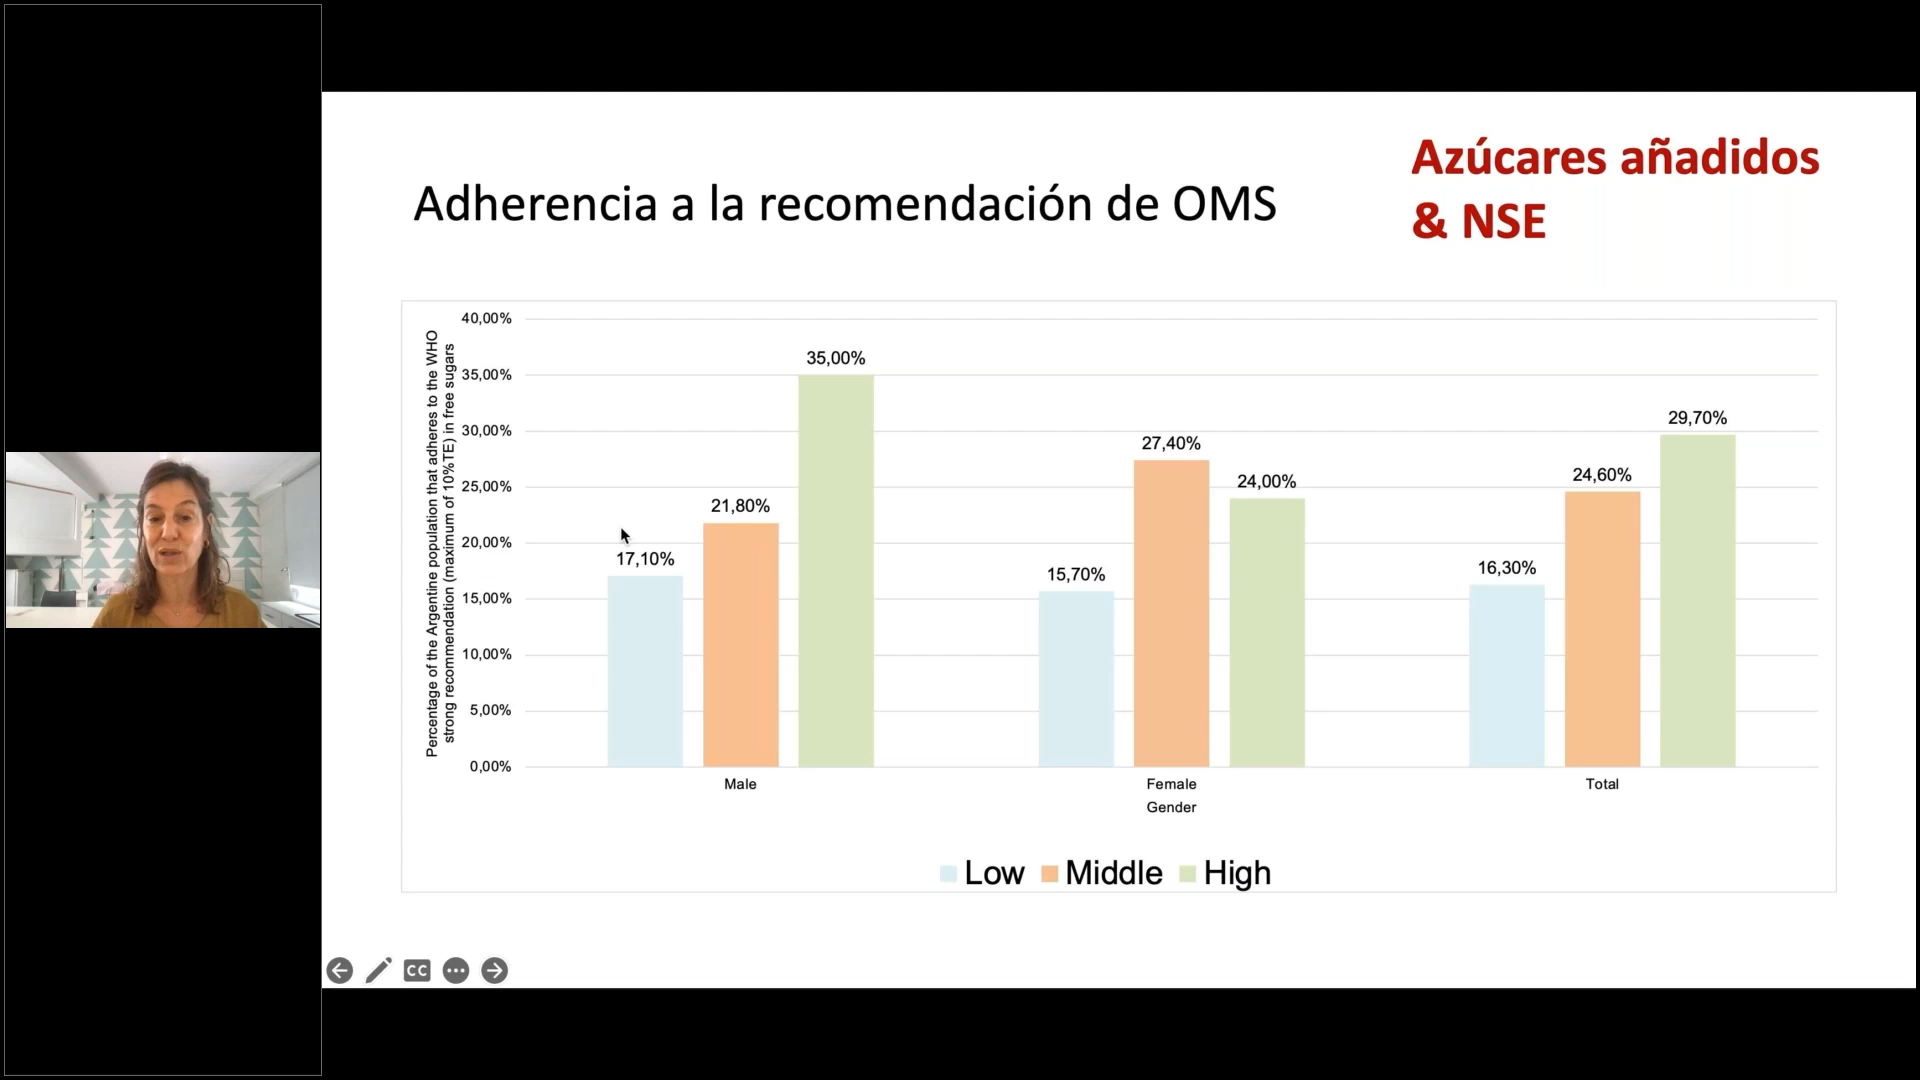 Azúcares añadidos
& NSE
Adherencia a la recomendación de OMS
Percentage of the Argentine population that adheres to the WHO
strong recommendation (maximum of 10%TE) in free sugars
40,00%
35,00%
30,00%
25,00%
20,00%
15,00%
10,00%
5,00%
0,00%
17,10%
21,80%
35,00%
15,70%
27,40%
24,00%
16,30%
24,60%
29,70%
Male
Female
Total
Gender
Low Middle High
CC